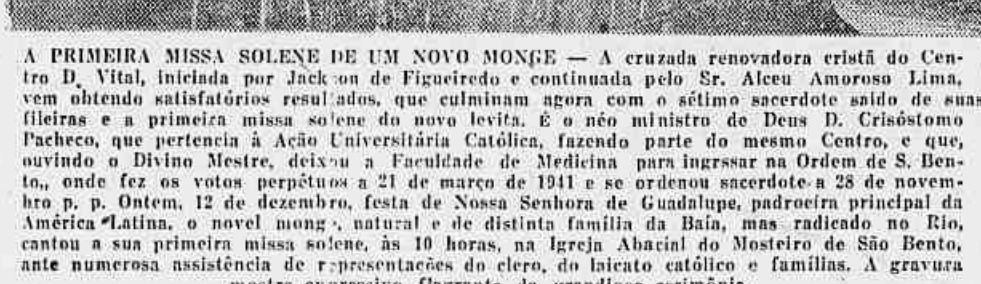 A PRIMEIRA MISSA SOLENE DE UM NOVO MONGE — A cruzada renovadora cristã do Cen-
tro D. Vital, iniciada por Jackson de Figueiredo e continuada pelo Sr. Alceu Amoroso Lima,
vem obtendo satisfatórios resultados, que culminam agora com o sétimo sacerdote saido de suas
fileiras e a primeira missa solene do novo levita. É o néo ministro de Deus D. Crisóstomo
Pacheco, que pertencia à Ação Universitária Católica, fazendo parte do mesmo Centro, e que,
ouvindo o Divino Mestre, deixou a Faculdade de Medicina para ingrssar na Ordem de S. Ben-
to,, onde fez os votos perpétuos a 21 de março de 1941 e se ordenou sacerdote a 28 de novem-
bro p. p. Ontem, 12 de dezembro, festa de Nossa Senhora de Guadalupe, padroeira principal da
América Latina, o novel monge, natural e de distinta família da Baía, mas radicado no Rio,
cantou a sua primeira missa solene, às 10 horas, na Igreja Abacial do Mosteiro de São Bento,
ante numerosa assistência de representações do clero, do laicato católico e famílias. A gravura
mostra expressivo flagrante da grandiosa cerimônia